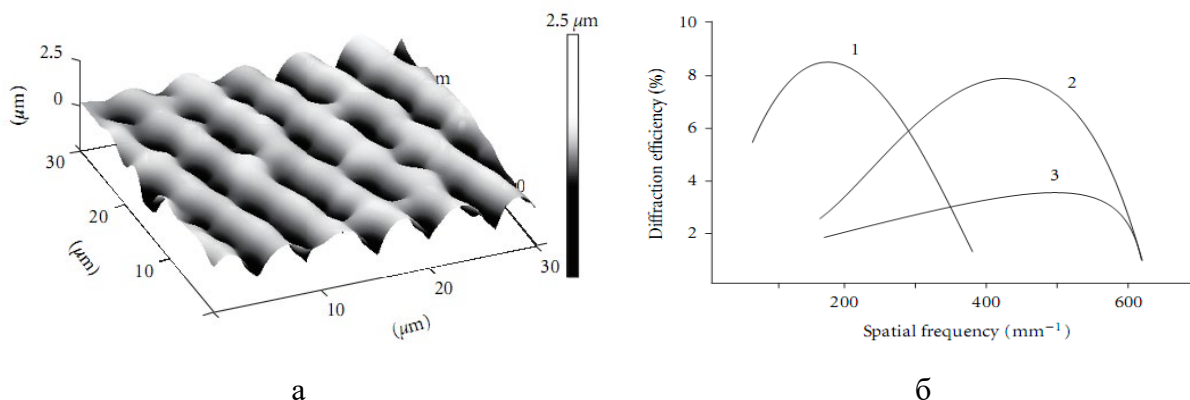 2.5 μm
2.5
0
(μm)
m
0
30
20
10
(μm)
10
20
30
(μm)
10
8
6
4
2
Diffraction efficiency (%)
1
2
3
200
400
600
Spatial frequency (mm⁻¹)
а
б